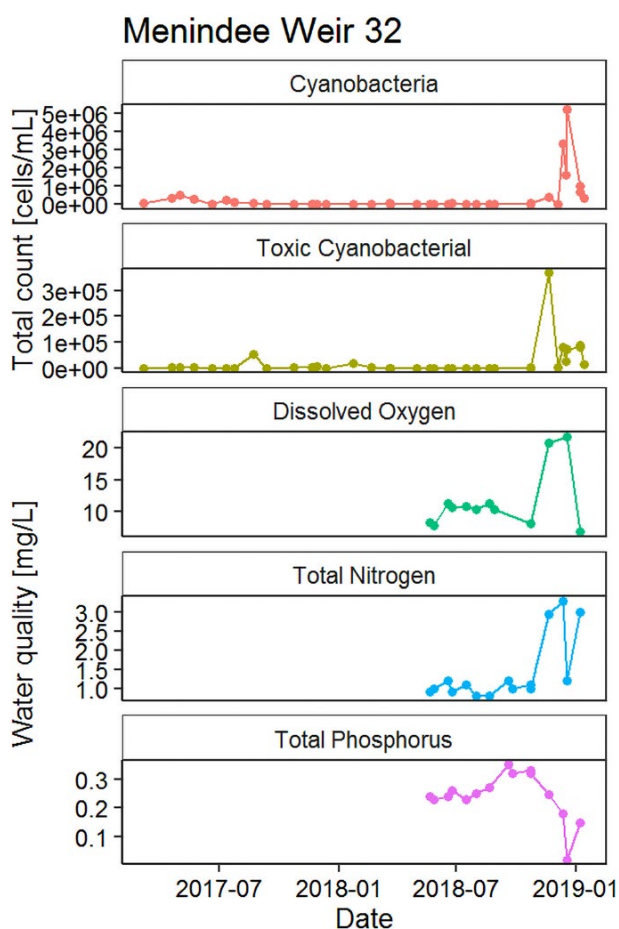 Menindee Weir 32
Cyanobacteria
5e+06
4e+06
3e+06
2e+06
1e+06
0e+00
Total count [cells/mL]
Toxic Cyanobacterial
3e+05
2e+05
1e+05
0e+00
Dissolved Oxygen
20
15
10
Water quality [mg/L]
Total Nitrogen
3.0
2.5
2.0
1.5
1.0
Total Phosphorus
0.3
0.2
0.1
2017-07
2018-01
2018-07
2019-01
Date